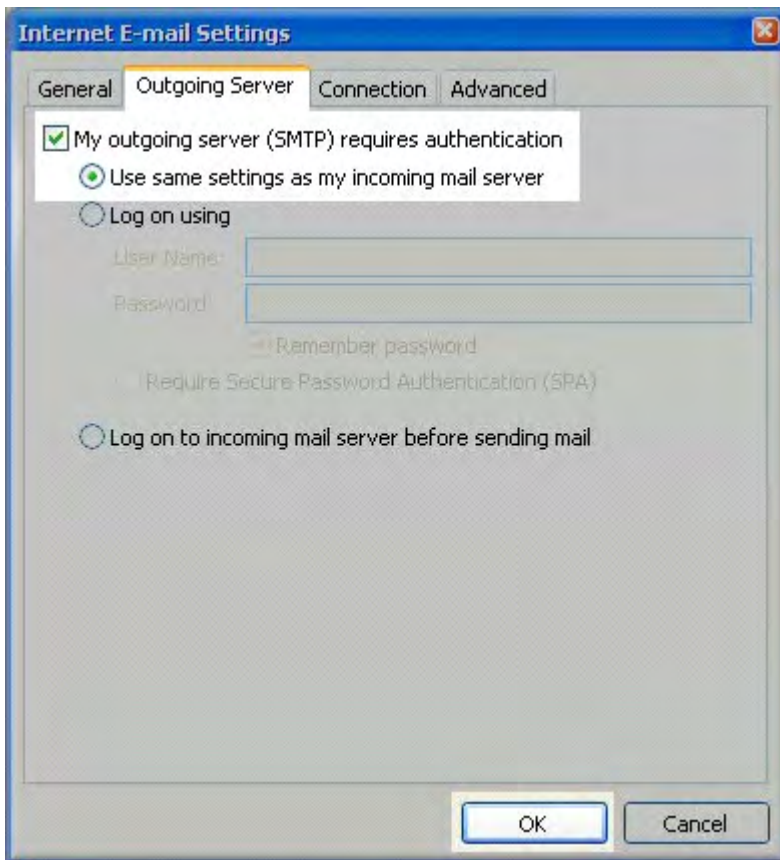 Internet E-mail Settings
General Outgoing Server Connection Advanced
My outgoing server (SMTP) requires authentication
Use same settings as my incoming mail server
Log on using
User Name:
Password:
Remember password
Require Secure Password Authentication (SPA)
Log on to incoming mail server before sending mail
OK Cancel